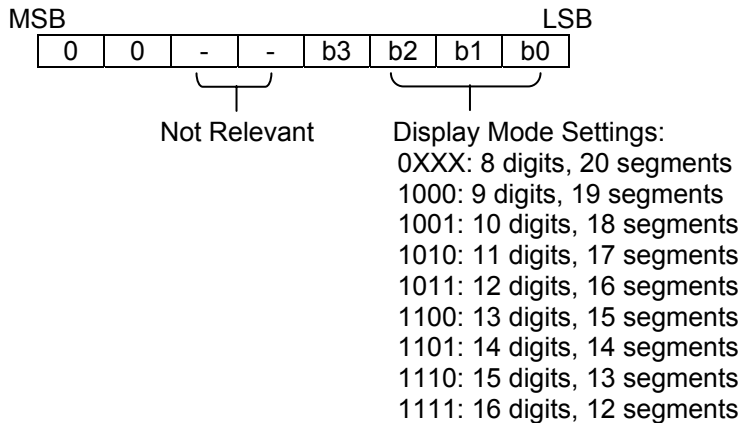 MSB LSB
0 0 - - b3 b2 b1 b0
Not Relevant Display Mode Settings:
0XXX: 8 digits, 20 segments
1000: 9 digits, 19 segments
1001: 10 digits, 18 segments
1010: 11 digits, 17 segments
1011: 12 digits, 16 segments
1100: 13 digits, 15 segments
1101: 14 digits, 14 segments
1110: 15 digits, 13 segments
1111: 16 digits, 12 segments